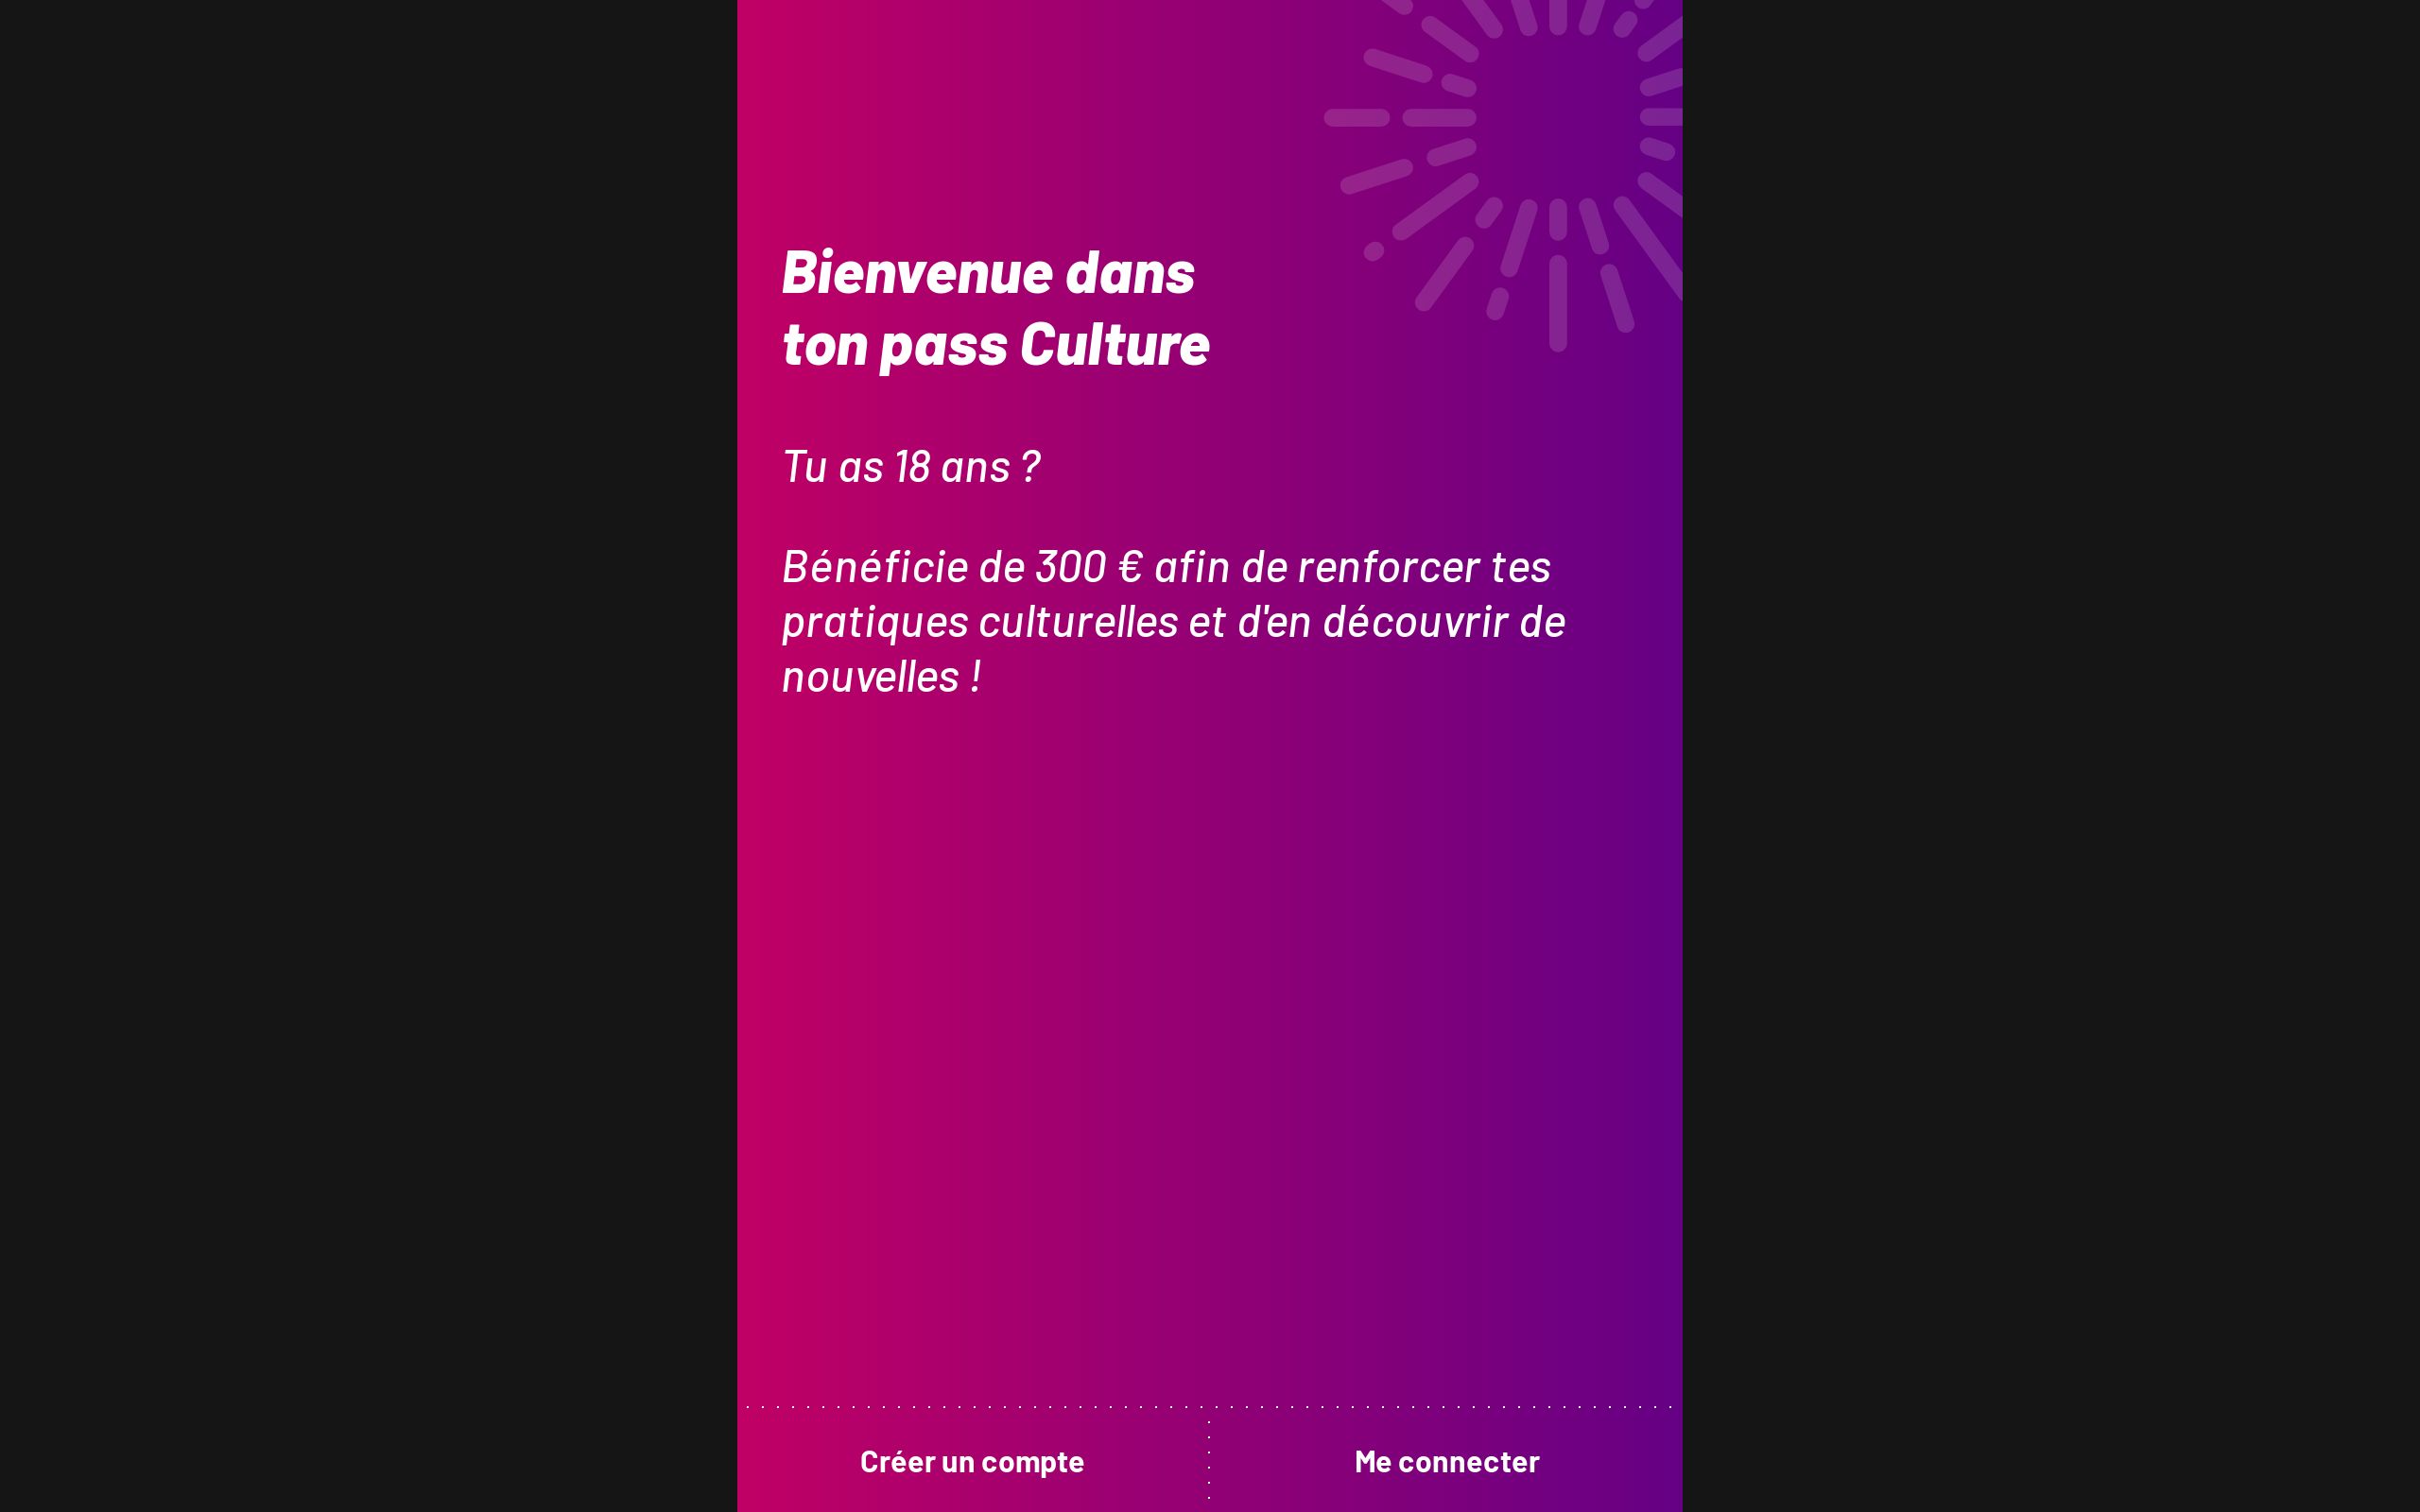 Bienvenue dans
ton pass Culture
Tu as 18 ans ?
Bénéficie de 300 € afin de renforcer tes
pratiques culturelles et d'en découvrir de
nouvelles !
Créer un compte
Me connecter